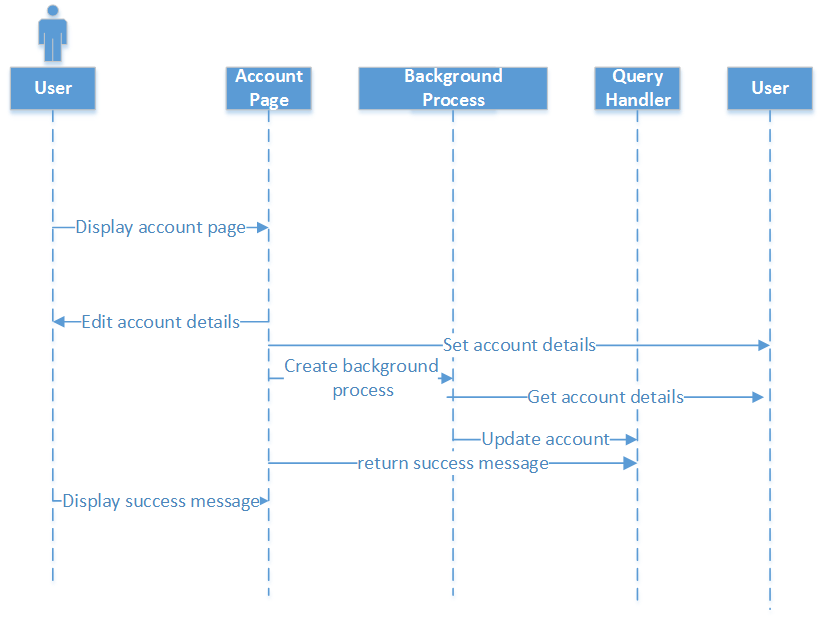 User
Account
Page
Background
Process
Query
Handler
User
Display account page
Edit account details
Set account details
Create background
process
Get account details
Update account
return success message
Display success message